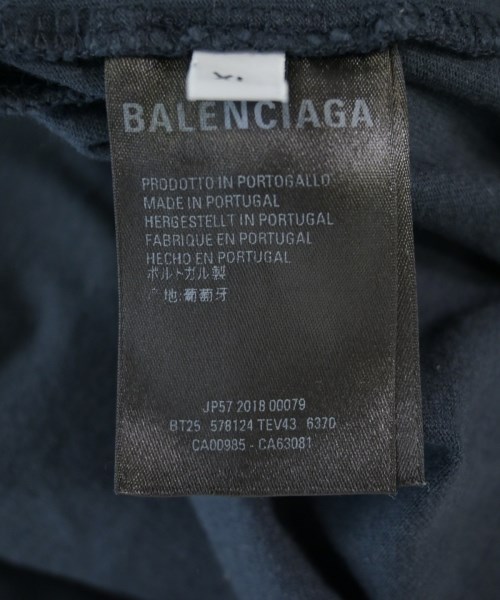 BALENCIAGA
PRODOTTO IN PORTOGALLO
MADE IN PORTUGAL
HERGESTELLT IN PORTUGAL
FABRIQUE EN PORTUGAL
HECHO EN PORTUGAL
ポルトガル製
地:葡萄牙
JP57 2018 00079
BT25 578124 TEV43 6370
CA00985 - CA63081